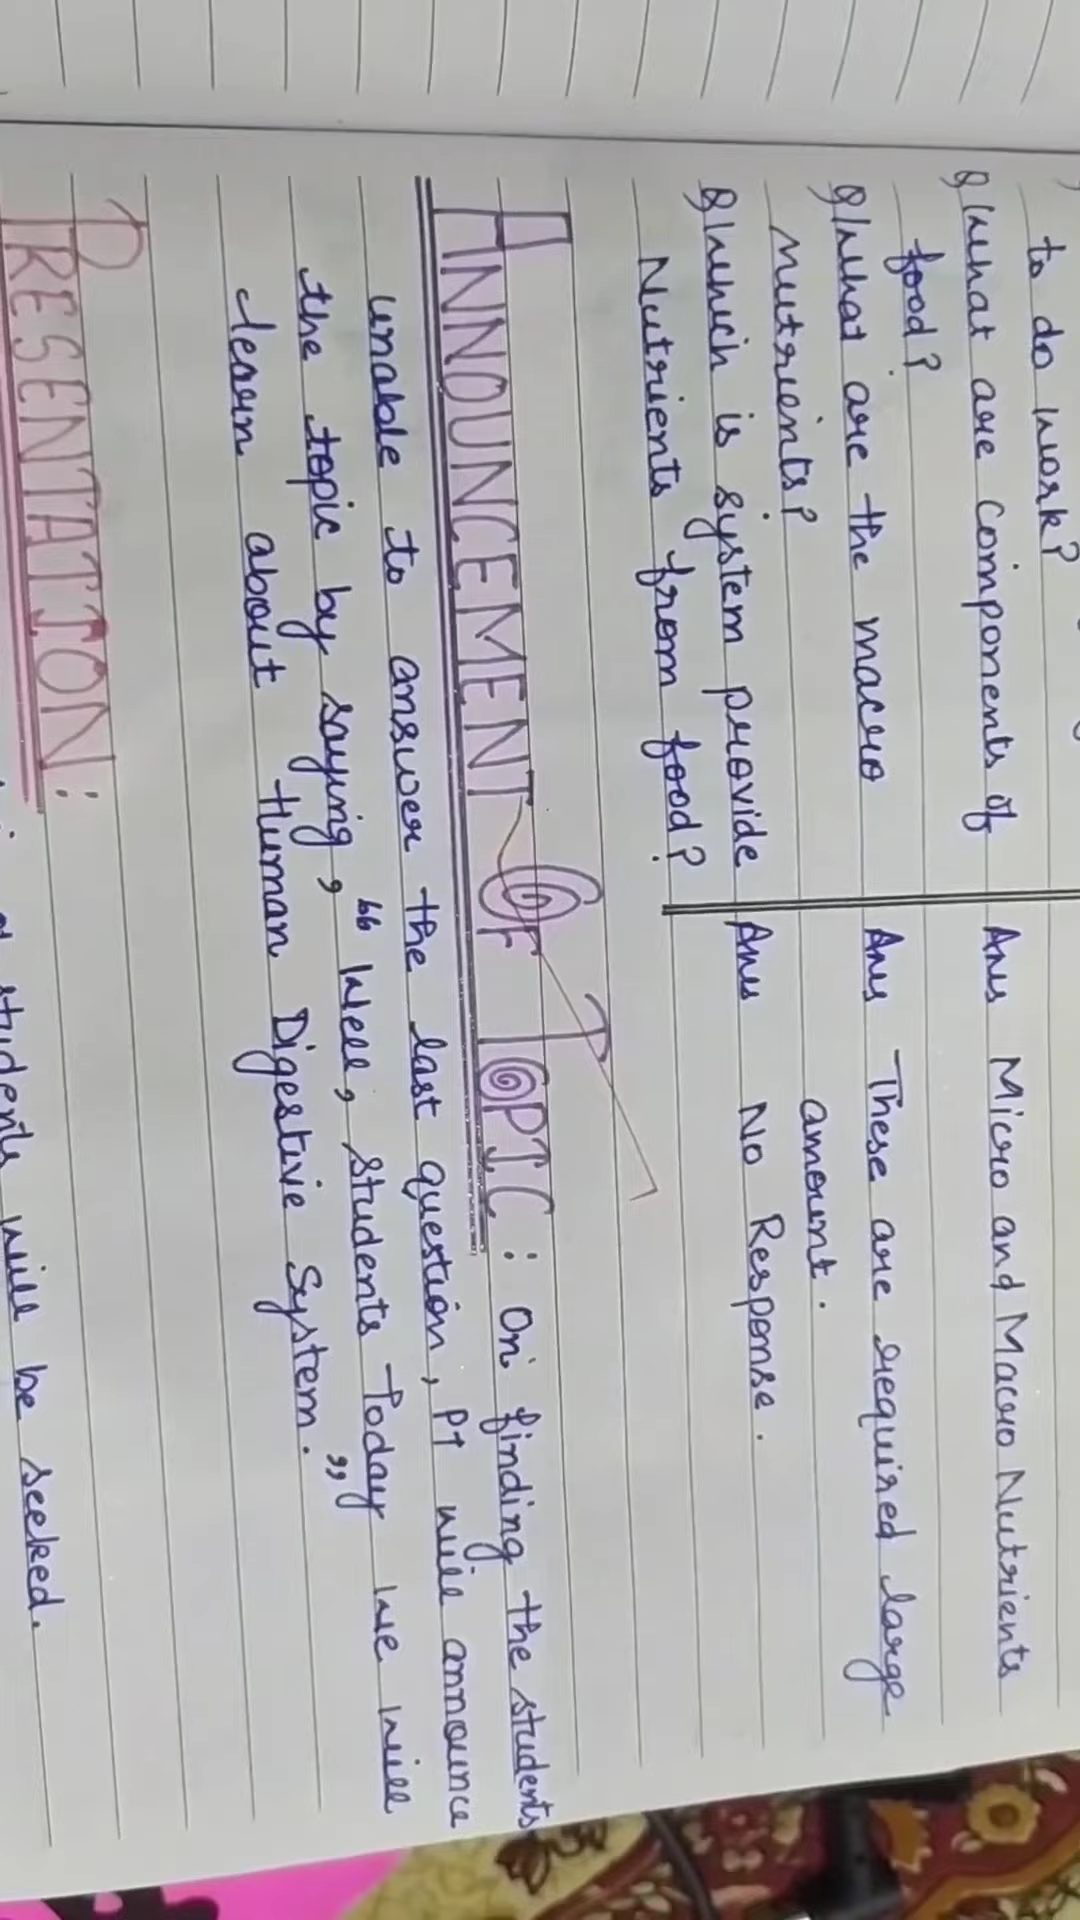 to do work?
Q/ What are components of Ans Micro and Macro Nutrients
food?
Q/ What are the macro Ans These are required large
nutrients? amount.
Q/ Which is system provide Ans No Response.
Nutrients from food?
ANNOUNCEMENT OF TOPIC : On finding the students
unable to answer the last question, PT will announce
the topic by saying, "Well, students Today we will
learn about Human Digestive System."
PRESENTATION:
students will be seeked.